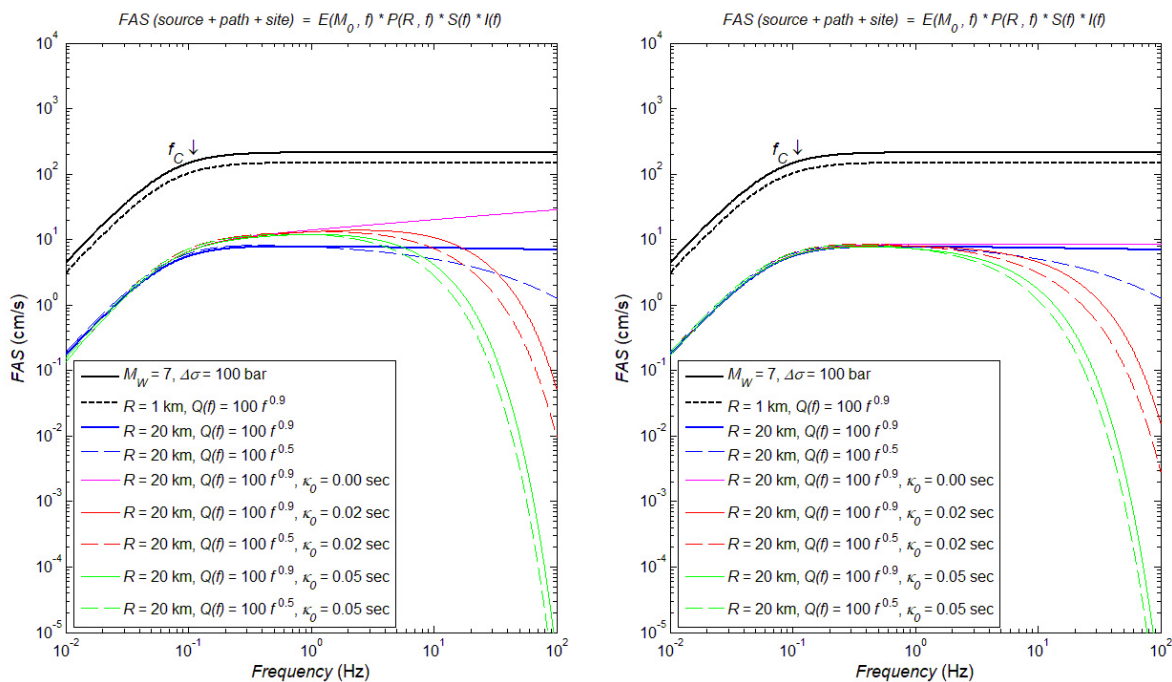 FAS (source + path + site) = E(M0, f) * P(R, f) * S(f) * I(f)
10^4
10^3
10^2
10^1
10^0
10^-1
10^-2
10^-3
10^-4
10^-5
FAS (cm/s)
fC ↓
MW = 7, Δσ = 100 bar
R = 1 km, Q(f) = 100 f^0.9
R = 20 km, Q(f) = 100 f^0.9
R = 20 km, Q(f) = 100 f^0.5
R = 20 km, Q(f) = 100 f^0.9, κ0 = 0.00 sec
R = 20 km, Q(f) = 100 f^0.9, κ0 = 0.02 sec
R = 20 km, Q(f) = 100 f^0.5, κ0 = 0.02 sec
R = 20 km, Q(f) = 100 f^0.9, κ0 = 0.05 sec
R = 20 km, Q(f) = 100 f^0.5, κ0 = 0.05 sec
10^-2 10^-1 10^0 10^1 10^2
Frequency (Hz)
FAS (source + path + site) = E(M0, f) * P(R, f) * S(f) * I(f)
10^4
10^3
10^2
10^1
10^0
10^-1
10^-2
10^-3
10^-4
10^-5
FAS (cm/s)
fC ↓
MW = 7, Δσ = 100 bar
R = 1 km, Q(f) = 100 f^0.9
R = 20 km, Q(f) = 100 f^0.9
R = 20 km, Q(f) = 100 f^0.5
R = 20 km, Q(f) = 100 f^0.9, κ0 = 0.00 sec
R = 20 km, Q(f) = 100 f^0.9, κ0 = 0.02 sec
R = 20 km, Q(f) = 100 f^0.5, κ0 = 0.02 sec
R = 20 km, Q(f) = 100 f^0.9, κ0 = 0.05 sec
R = 20 km, Q(f) = 100 f^0.5, κ0 = 0.05 sec
10^-2 10^-1 10^0 10^1 10^2
Frequency (Hz)